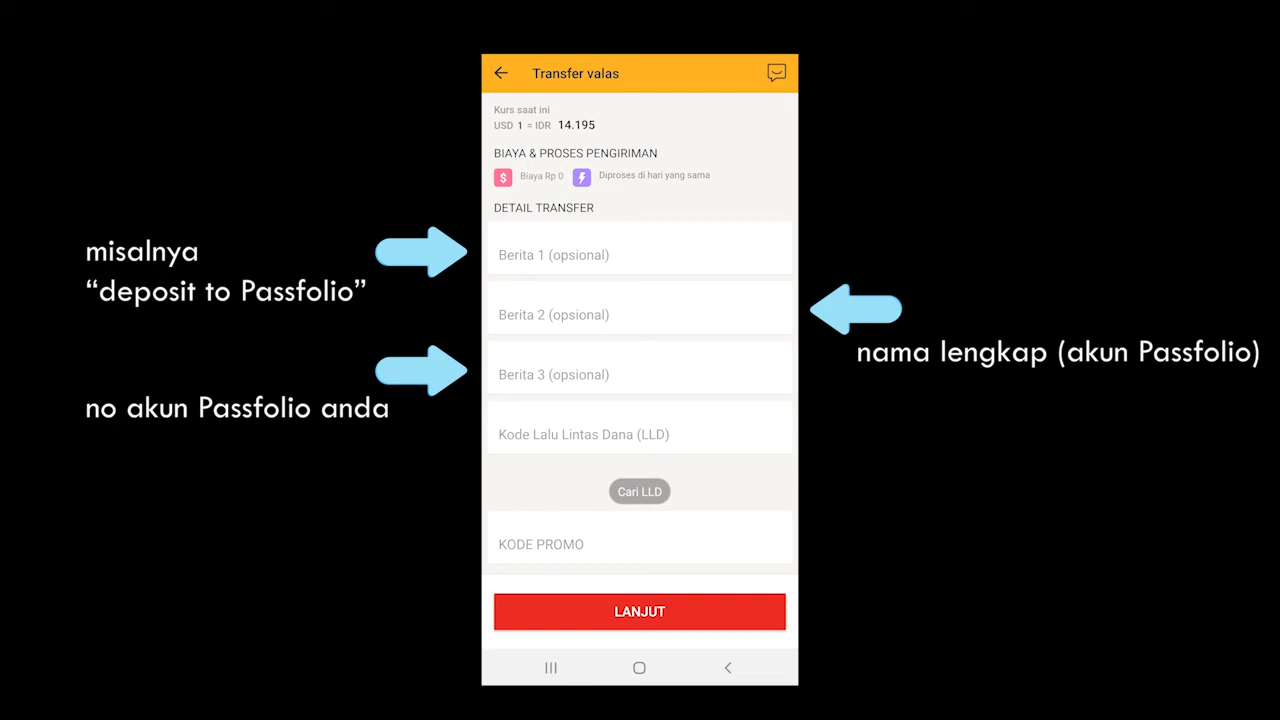 Transfer valas
Kurs saat ini
USD 1 = IDR 14.195
BIAYA & PROSES PENGIRIMAN
$ Biaya Rp 0 Diproses di hari yang sama
DETAIL TRANSFER
misalnya
“deposit to Passfolio”
Berita 1 (opsional)
Berita 2 (opsional)
nama lengkap (akun Passfolio)
Berita 3 (opsional)
no akun Passfolio anda
Kode Lalu Lintas Dana (LLD)
Cari LLD
KODE PROMO
LANJUT